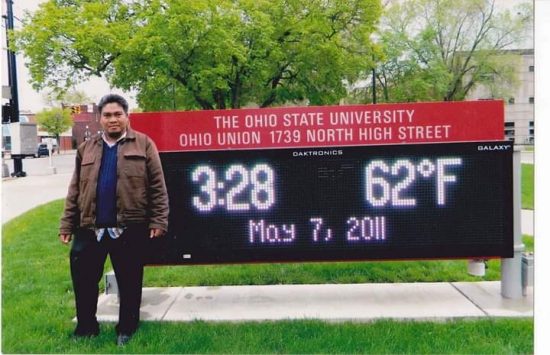 THE OHIO STATE UNIVERSITY
OHIO UNION 1739 NORTH HIGH STREET
DAKTRONICS
GALAXY
3:28 62°F
May 7, 2011